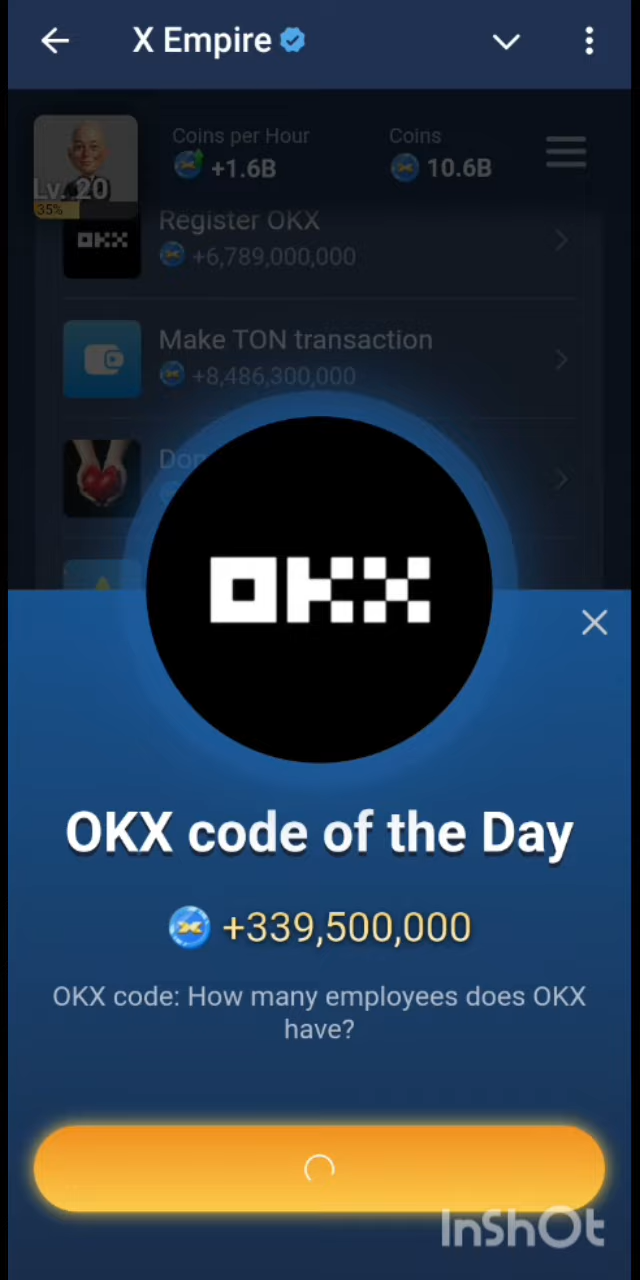 X Empire
Coins per Hour
Coins
+1.6B
10.6B
Lv. 20
35%
OKX
Register OKX
+6,789,000,000
Make TON transaction
+8,486,300,000
OKX
OKX code of the Day
+339,500,000
OKX code: How many employees does OKX
have?
InShOt